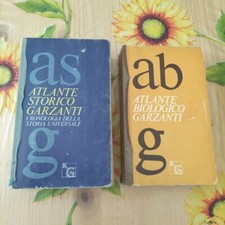 as
ATLANTE
STORICO
GARZANTI
CRONOLOGIA DELLA
STORIA UNIVERSALE
g
ab
ATLANTE
BIOLOGICO
GARZANTI
g